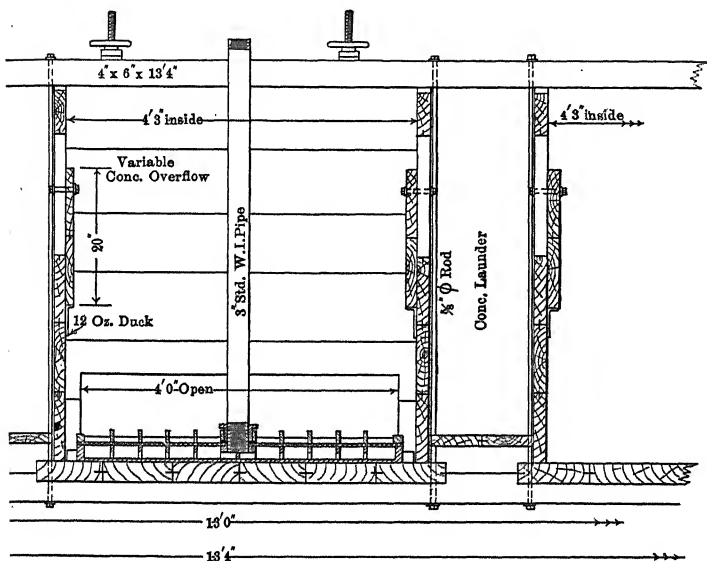 4" x 6" x 13'4"
4'3" inside
4'3" inside
Variable
Conc. Overflow
20"
3" Std. W.I. Pipe
⅝" ϕ Rod
Conc. Launder
12 Oz. Duck
4'0" Open
13'0"
13'4"